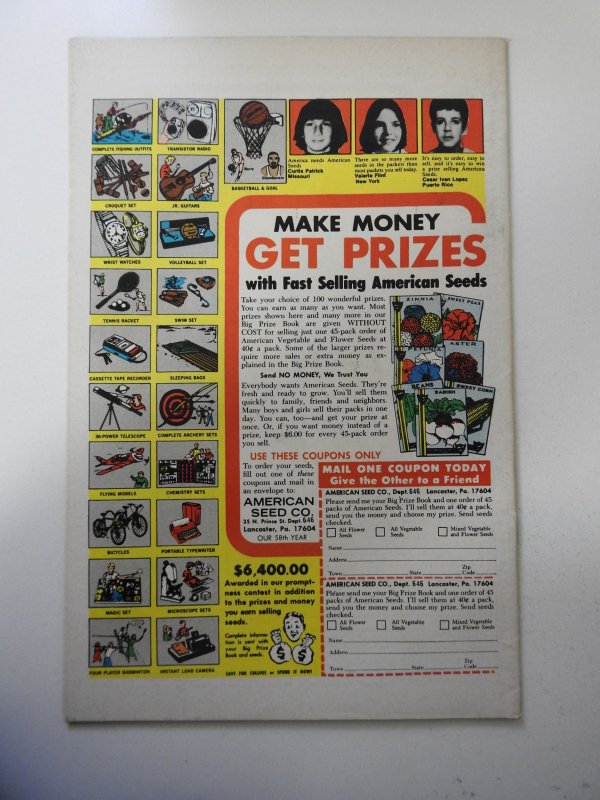 COMPLETE FISHING OUTFITS
TRANSISTOR RADIO
CROQUET SET
JR. GUITARS
WRIST WATCHES
VOLLEYBALL SET
TENNIS RACKET
SWIM SET
CASSETTE TAPE RECORDER
SLEEPING BAGS
30-POWER TELESCOPE
COMPLETE ARCHERY SETS
FLYING MODELS
CHEMISTRY SETS
BICYCLES
PORTABLE TYPEWRITER
MAGIC SET
MICROSCOPE SETS
FOUR PLAYER BADMINTON
INSTANT LOAD CAMERA
BASKETBALL & GOAL
America needs American
Seeds
Curtis Patrick
Missouri
There are so many more
seeds in the packets than
most packets you sell today.
Valerie Flint
New York
It's easy to order, easy to
sell, and it's easy to win
a prize selling American
Seeds.
Cesar Ivan Lopez
Puerto Rico
MAKE MONEY
GET PRIZES
with Fast Selling American Seeds
Take your choice of 100 wonderful prizes.
You can earn as many as you want. Most
prizes shown here and many more in our
Big Prize Book are given WITHOUT
COST for selling just one 45-pack order of
American Vegetable and Flower Seeds at
40¢ a pack. Some of the larger prizes re-
quire more sales or extra money as ex-
plained in the Big Prize Book.
Send NO MONEY, We Trust You
Everybody wants American Seeds. They're
fresh and ready to grow. You'll sell them
quickly to family, friends and neighbors.
Many boys and girls sell their packs in one
day. You can, too—and get your prize at
once. Or, if you want money instead of a
prize, keep $6.00 for every 45-pack order
you sell.
ZINNIA
SWEET PEAS
ASTER
BEANS
RADISH
SWEET CORN
USE THESE COUPONS ONLY
To order your seeds,
fill out one of these
coupons and mail in
an envelope to:
AMERICAN
SEED CO.
35 N. Prince St. Dept. 646
Lancaster, Pa. 17604
OUR 58th YEAR
$6,400.00
Awarded in our prompt-
ness contest in addition
to the prizes and money
you earn selling
seeds.
Complete informa-
tion is sent with
your Big Prize
Book and seeds.
$ $
SAVE FOR COLLEGE or SPEND IT NOW!
MAIL ONE COUPON TODAY
Give the Other to a Friend
AMERICAN SEED CO., Dept. 646 Lancaster, Pa. 17604
Please send me your Big Prize Book and one order of 45
packs of American Seeds. I'll sell them at 40¢ a pack,
send you the money and choose my prize. Send seeds
checked.
All Flower Seeds
All Vegetable Seeds
Mixed Vegetable and Flower Seeds
Name
Address
Town State Zip Code
AMERICAN SEED CO., Dept. 646 Lancaster, Pa. 17604
Please send me your Big Prize Book and one order of 45
packs of American Seeds. I'll sell them at 40¢ a pack,
send you the money and choose my prize. Send seeds
checked.
All Flower Seeds
All Vegetable Seeds
Mixed Vegetable and Flower Seeds
Name
Address
Town State Zip Code